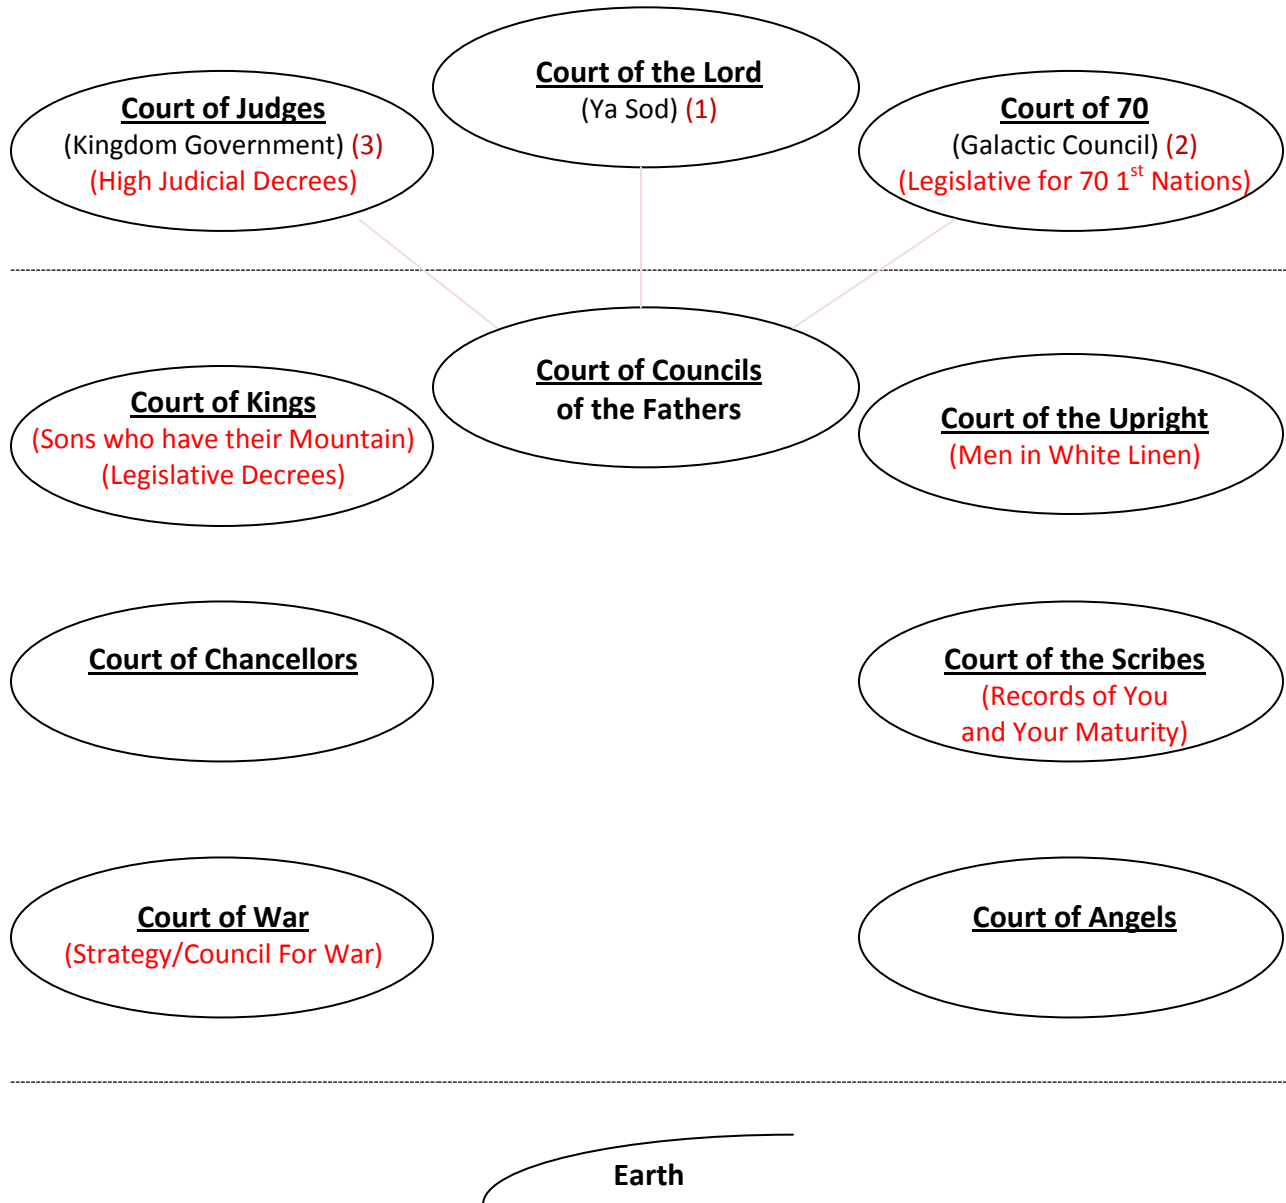 Court of the Lord
(Ya Sod) (1)
Court of Judges
(Kingdom Government) (3)
(High Judicial Decrees)
Court of 70
(Galactic Council) (2)
(Legislative for 70 1st Nations)
Court of Councils
of the Fathers
Court of Kings
(Sons who have their Mountain)
(Legislative Decrees)
Court of the Upright
(Men in White Linen)
Court of Chancellors
Court of the Scribes
(Records of You
and Your Maturity)
Court of War
(Strategy/Council For War)
Court of Angels
Earth